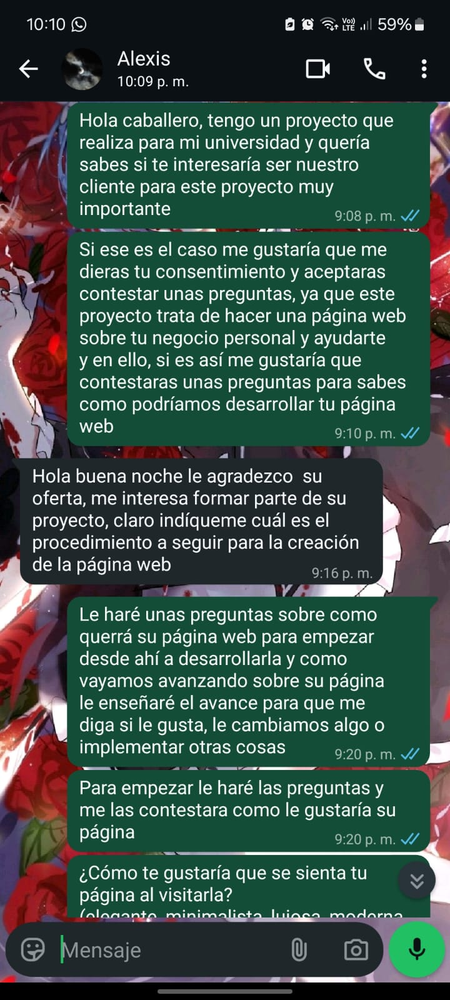 10:10
Vo)) LTE 59%
Alexis
10:09 p. m.
Hola caballero, tengo un proyecto que
realiza para mi universidad y quería
sabes si te interesaría ser nuestro
cliente para este proyecto muy
importante
9:08 p. m.
Si ese es el caso me gustaría que me
dieras tu consentimiento y aceptaras
contestar unas preguntas, ya que este
proyecto trata de hacer una página web
sobre tu negocio personal y ayudarte
y en ello, si es así me gustaría que
contestaras unas preguntas para sabes
como podríamos desarrollar tu página
web
9:10 p. m.
Hola buena noche le agradezco  su
oferta, me interesa formar parte de su
proyecto, claro indíqueme cuál es el
procedimiento a seguir para la creación
de la página web
9:16 p. m.
Le haré unas preguntas sobre como
querrá su página web para empezar
desde ahí a desarrollarla y como
vayamos avanzando sobre su página
le enseñaré el avance para que me
diga si le gusta, le cambiamos algo o
implementar otras cosas
9:20 p. m.
Para empezar le haré las preguntas y
me las contestara como le gustaría su
página
9:20 p. m.
¿Cómo te gustaría que se sienta tu
página al visitarla?
(elegante, minimalista, lujosa, moderna
Mensaje